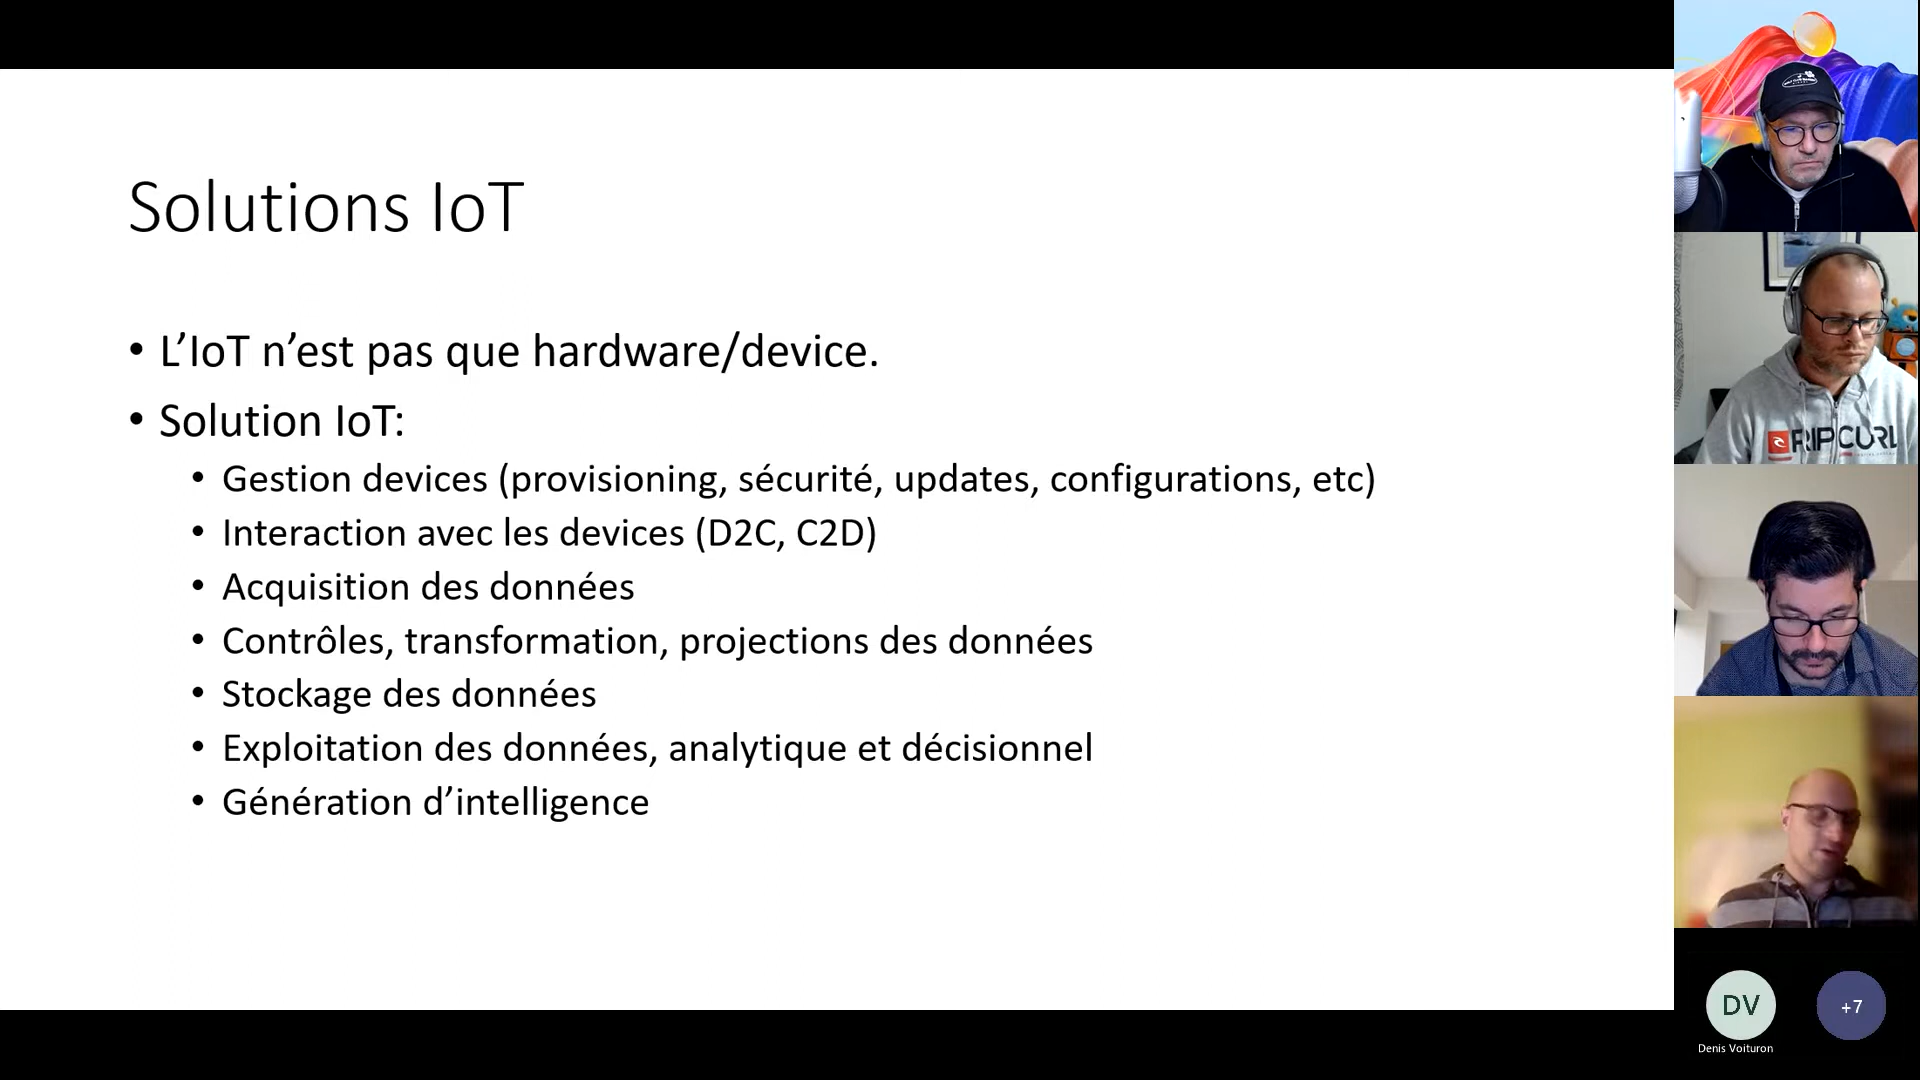 Solutions IoT
• L’IoT n’est pas que hardware/device.
• Solution IoT:
• Gestion devices (provisioning, sécurité, updates, configurations, etc)
• Interaction avec les devices (D2C, C2D)
• Acquisition des données
• Contrôles, transformation, projections des données
• Stockage des données
• Exploitation des données, analytique et décisionnel
• Génération d’intelligence
RIP CURL
DV
+7
Denis Voituron